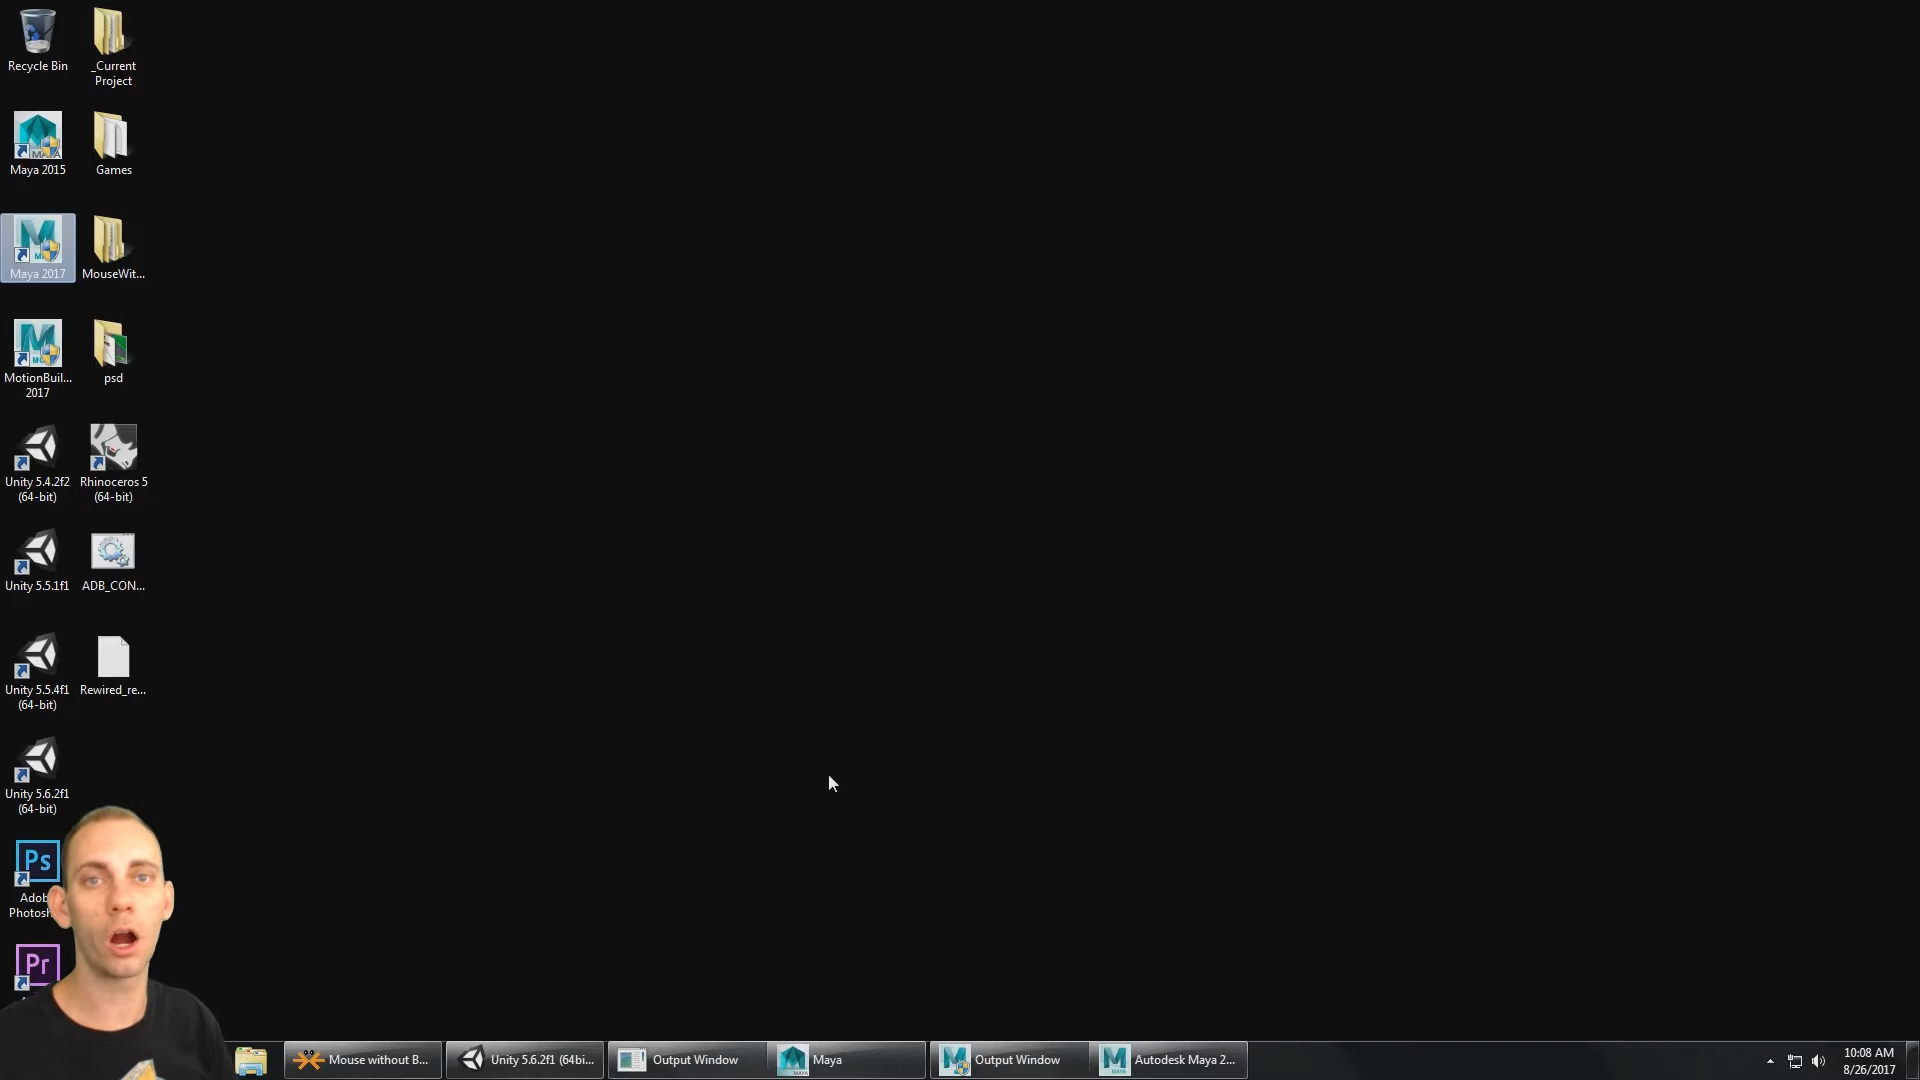 Recycle Bin
_Current
Project
Maya 2015
Games
Maya 2017
MouseWit...
MotionBuil...
2017
psd
Unity 5.4.2f2
(64-bit)
Rhinoceros 5
(64-bit)
Unity 5.5.1f1
ADB_CON...
Unity 5.5.4f1
(64-bit)
Rewired_re...
Unity 5.6.2f1
(64-bit)
Ps
Pr
Mouse without B...
Unity 5.6.2f1 (64bi...
Output Window
Maya
Output Window
Autodesk Maya 2...
10:08 AM
8/26/2017